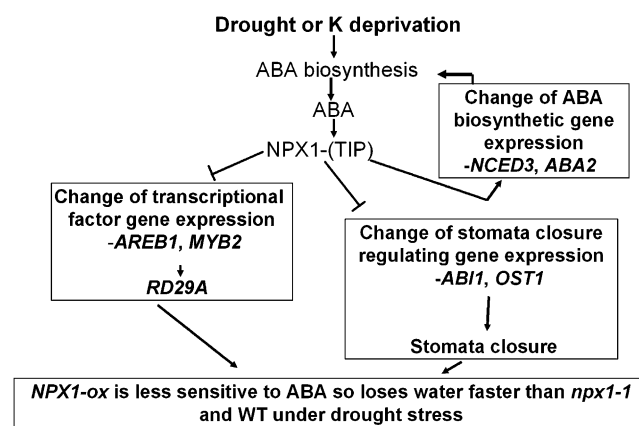 Drought or K deprivation
ABA biosynthesis
ABA
NPX1-(TIP)
Change of ABA
biosynthetic gene
expression
-NCED3, ABA2
Change of transcriptional
factor gene expression
-AREB1, MYB2
RD29A
Change of stomata closure
regulating gene expression
-ABI1, OST1
Stomata closure
NPX1-ox is less sensitive to ABA so loses water faster than npx1-1
and WT under drought stress